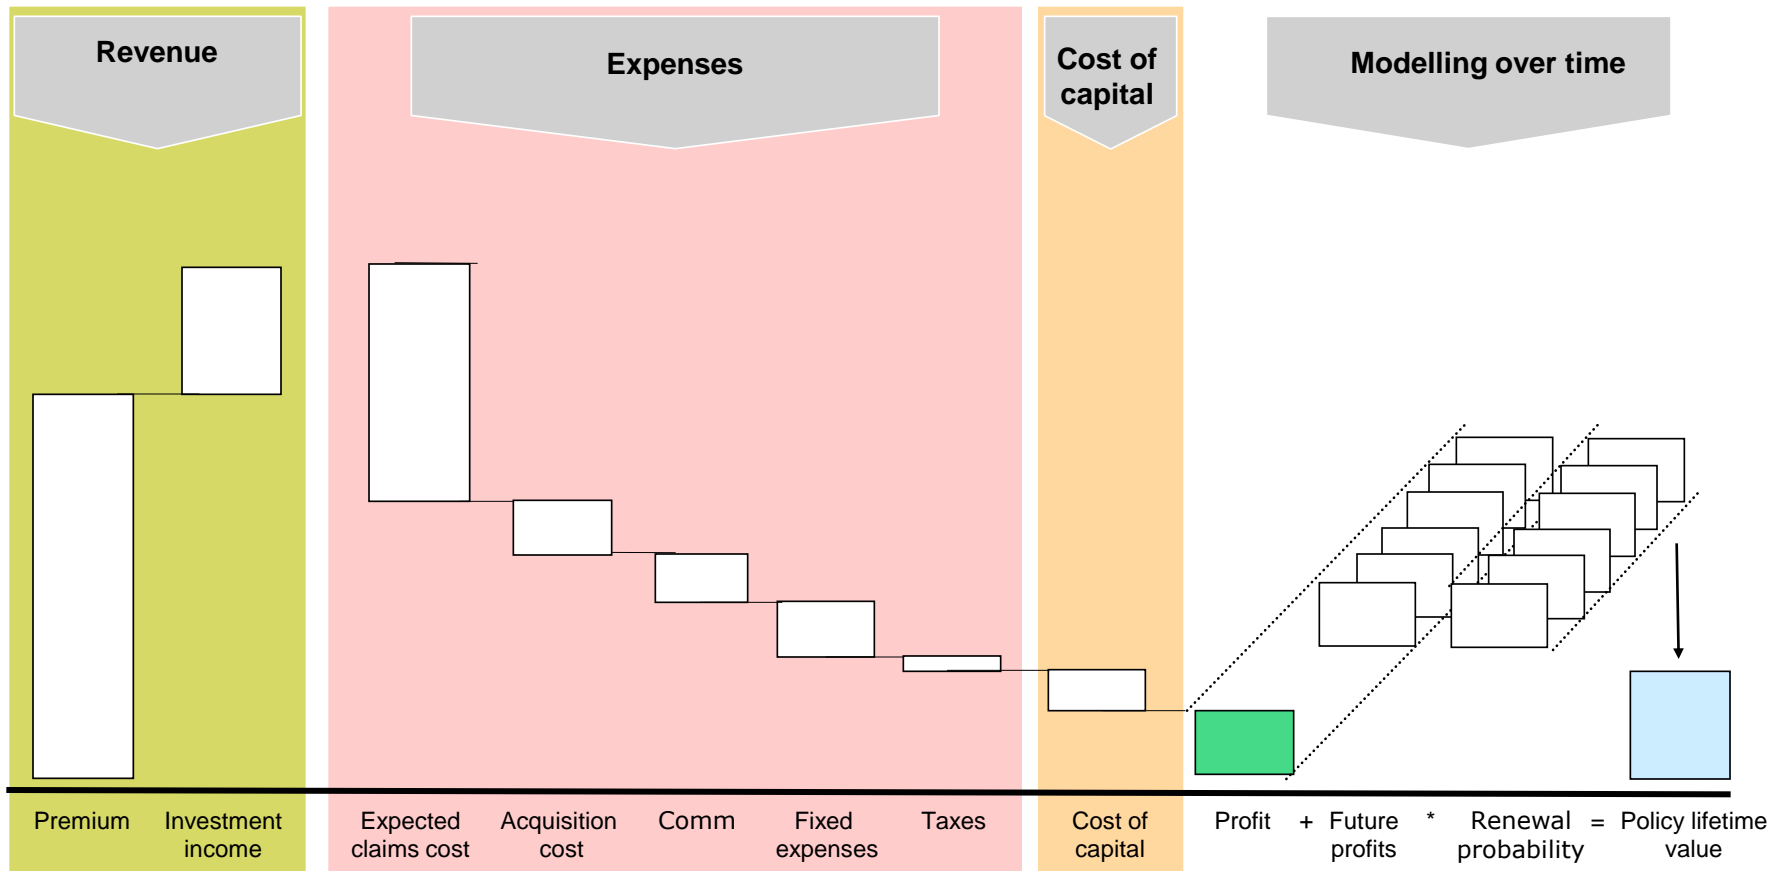 Revenue
Expenses
Cost of
capital
Modelling over time
Premium
Investment
income
Expected
claims cost
Acquisition
cost
Comm
Fixed
expenses
Taxes
Cost of
capital
Profit
+
Future
profits
*
Renewal
probability
=
Policy lifetime
value